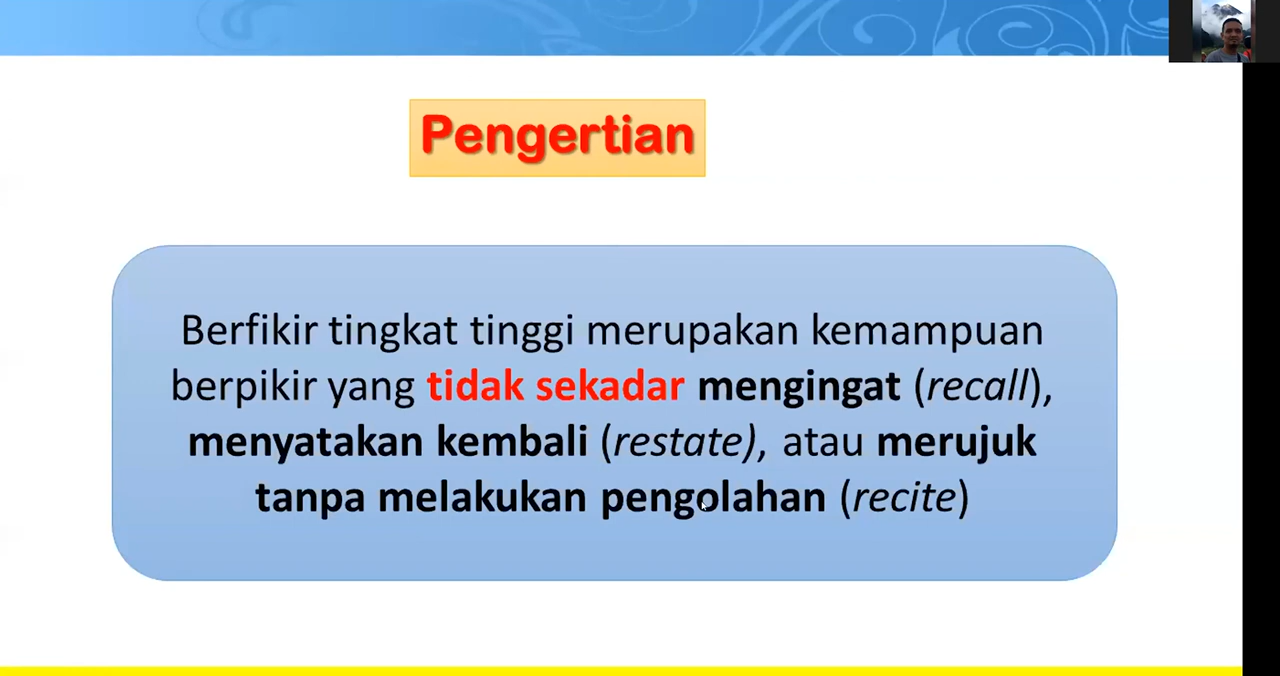 Pengertian
Berfikir tingkat tinggi merupakan kemampuan
berpikir yang tidak sekadar mengingat (recall),
menyatakan kembali (restate), atau merujuk
tanpa melakukan pengolahan (recite)